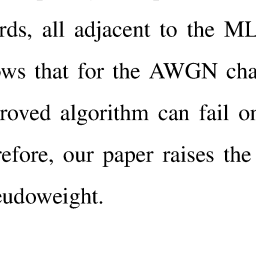 rds, all adjacent to the ML
ws that for the AWGN cha
roved algorithm can fail on
refore, our paper raises the
eudoweight.